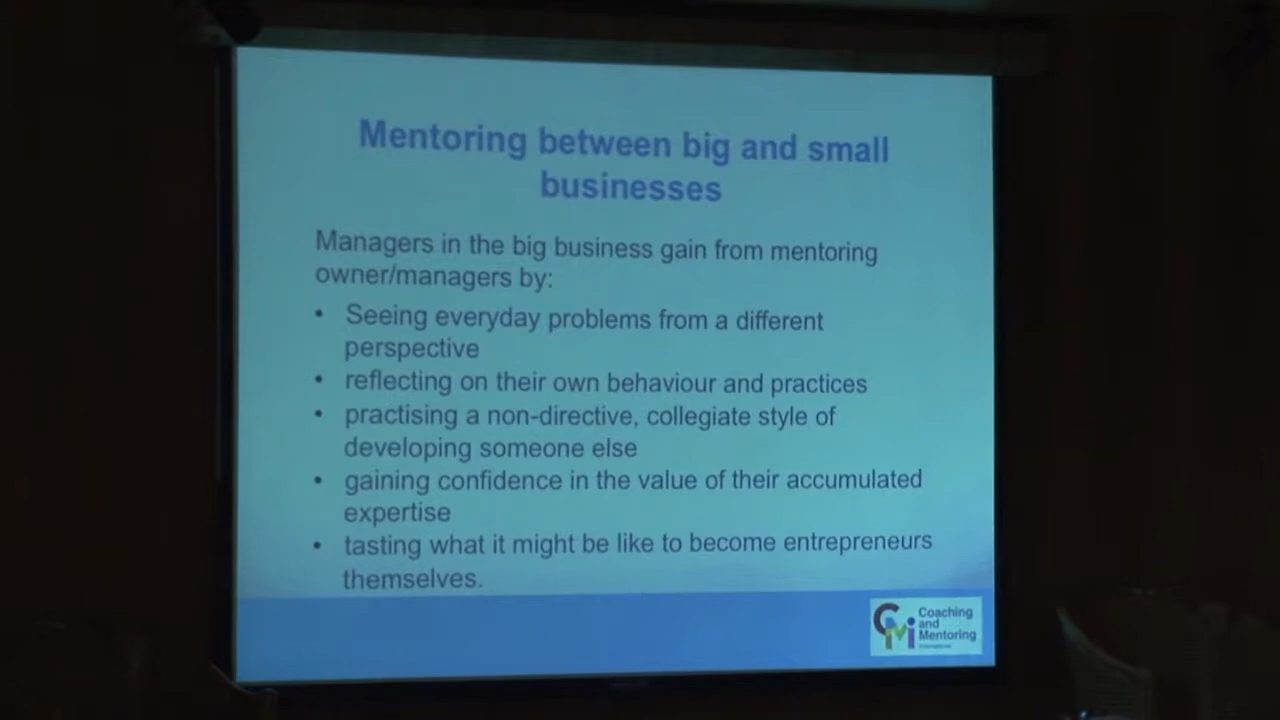 Mentoring between big and small
businesses
Managers in the big business gain from mentoring
owner/managers by:
• Seeing everyday problems from a different
perspective
• reflecting on their own behaviour and practices
• practising a non-directive, collegiate style of
developing someone else
• gaining confidence in the value of their accumulated
expertise
• tasting what it might be like to become entrepreneurs
themselves.
CMi
Coaching
and
Mentoring